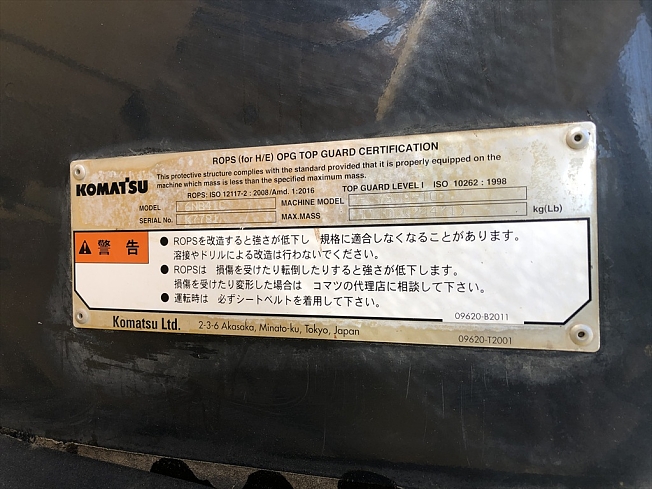 ROPS (for H/E) OPG TOP GUARD CERTIFICATION
KOMATSU
This protective structure complies with the standard provided that it is properly equipped on the
machine which mass is less than the specified maximum mass.
ROPS: ISO 12117-2 : 2008/Amd. 1:2016
TOP GUARD LEVEL I ISO 10262 : 1998
MODEL
MACHINE MODEL
SERIAL No.
MAX.MASS
kg(Lb)
警告
● ROPSを改造すると強さが低下し 規格に適合しなくなることがあります。
溶接やドリルによる改造は行わないでください。
● ROPSは 損傷を受けたり転倒したりすると強さが低下します。
損傷を受けたり変形した場合は コマツの代理店に相談して下さい。
● 運転時は 必ずシートベルトを着用して下さい。
09620-B2011
Komatsu Ltd. 2-3-6 Akasaka, Minato-ku, Tokyo, Japan
09620-T2001